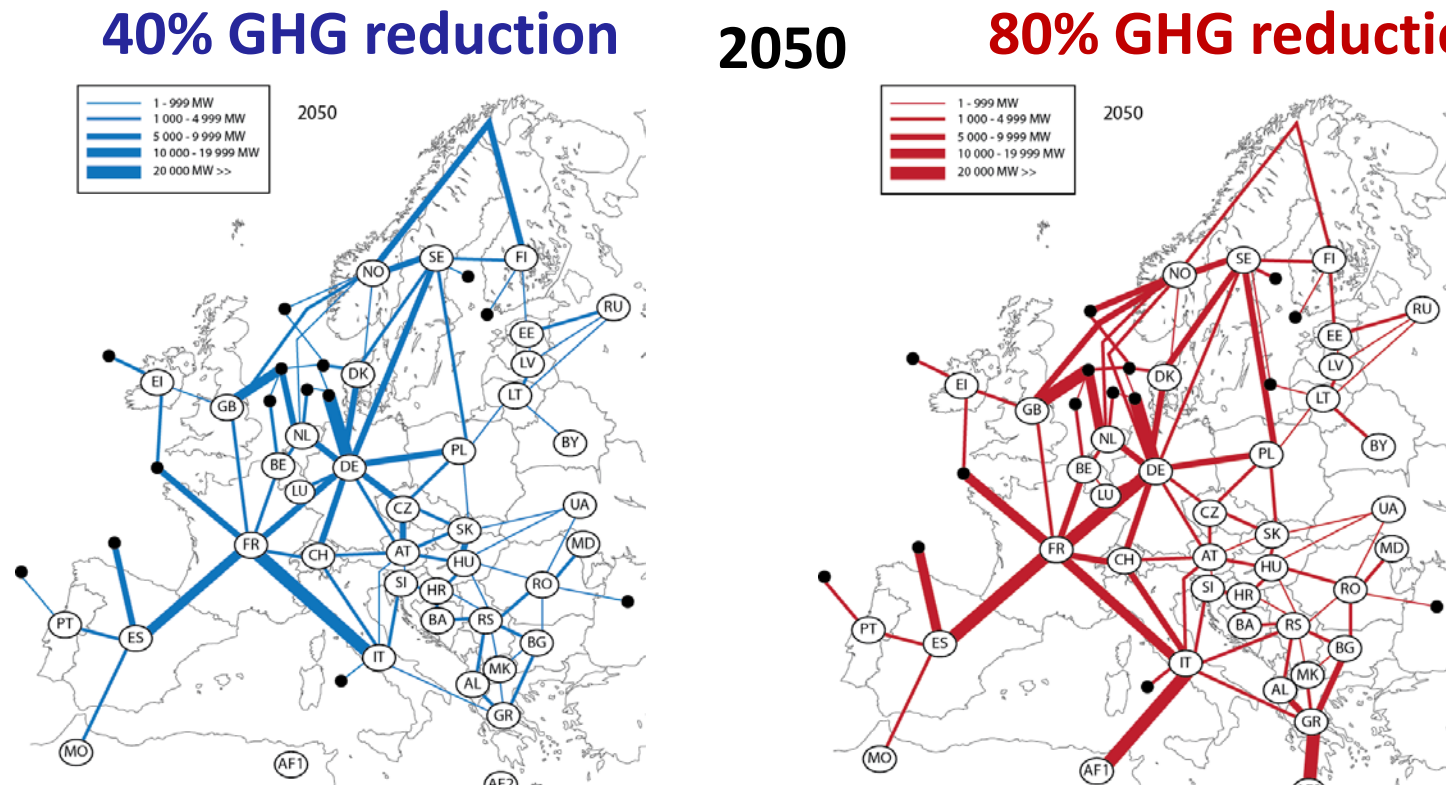 40% GHG reduction
2050
80% GHG reductio
1 - 999 MW
1 000 - 4 999 MW
5 000 - 9 999 MW
10 000 - 19 999 MW
20 000 MW >>
2050
NO
SE
FI
RU
EE
LV
LT
BY
EI
GB
DK
NL
BE
LU
DE
PL
CZ
SK
UA
MD
FR
CH
AT
HU
SI
HR
RO
BA
RS
BG
PT
ES
IT
MK
AL
GR
MO
AF1
AF2
1 - 999 MW
1 000 - 4 999 MW
5 000 - 9 999 MW
10 000 - 19 999 MW
20 000 MW >>
2050
NO
SE
FI
RU
EE
LV
LT
BY
EI
GB
DK
NL
BE
LU
DE
PL
CZ
SK
UA
MD
FR
CH
AT
HU
SI
HR
RO
BA
RS
BG
PT
ES
IT
MK
AL
GR
MO
AF1